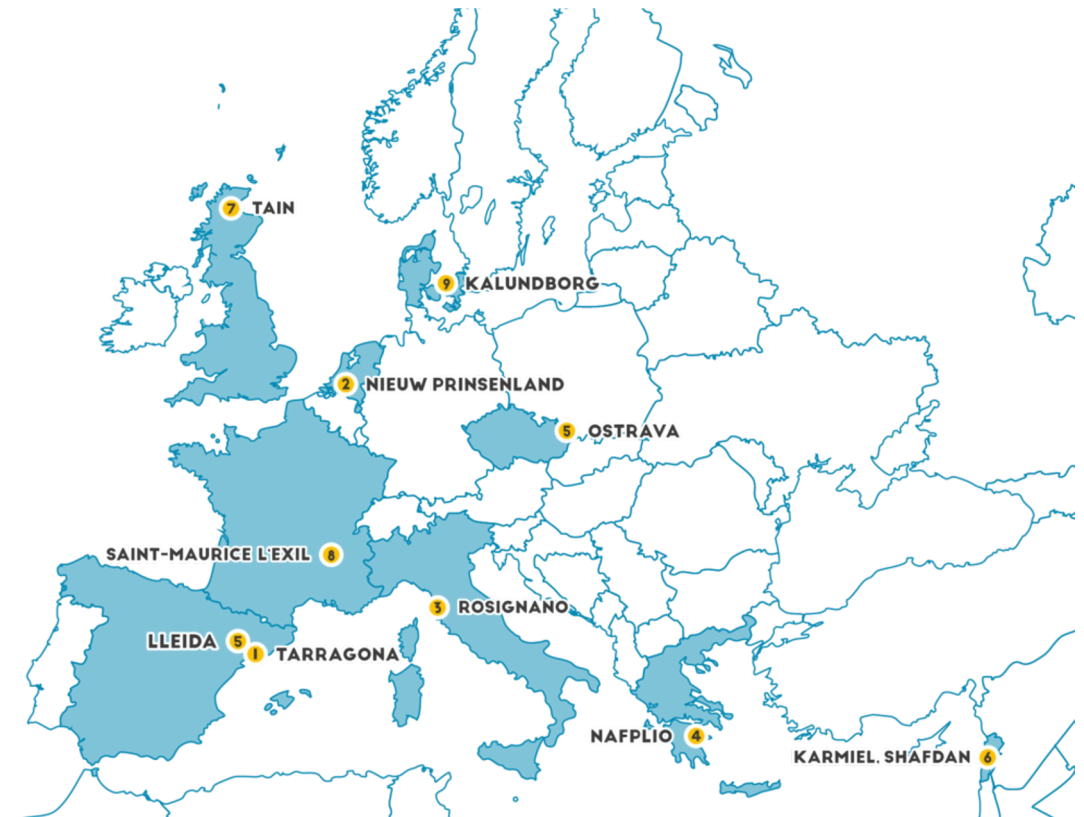 7 TAIN
9 KALUNDBORG
2 NIEUW PRINSENLAND
5 OSTRAVA
SAINT-MAURICE L'EXIL 8
3 ROSIGNANO
LLEIDA 5
1 TARRAGONA
NAFPLIO 4
KARMIEL. SHAFDAN 6